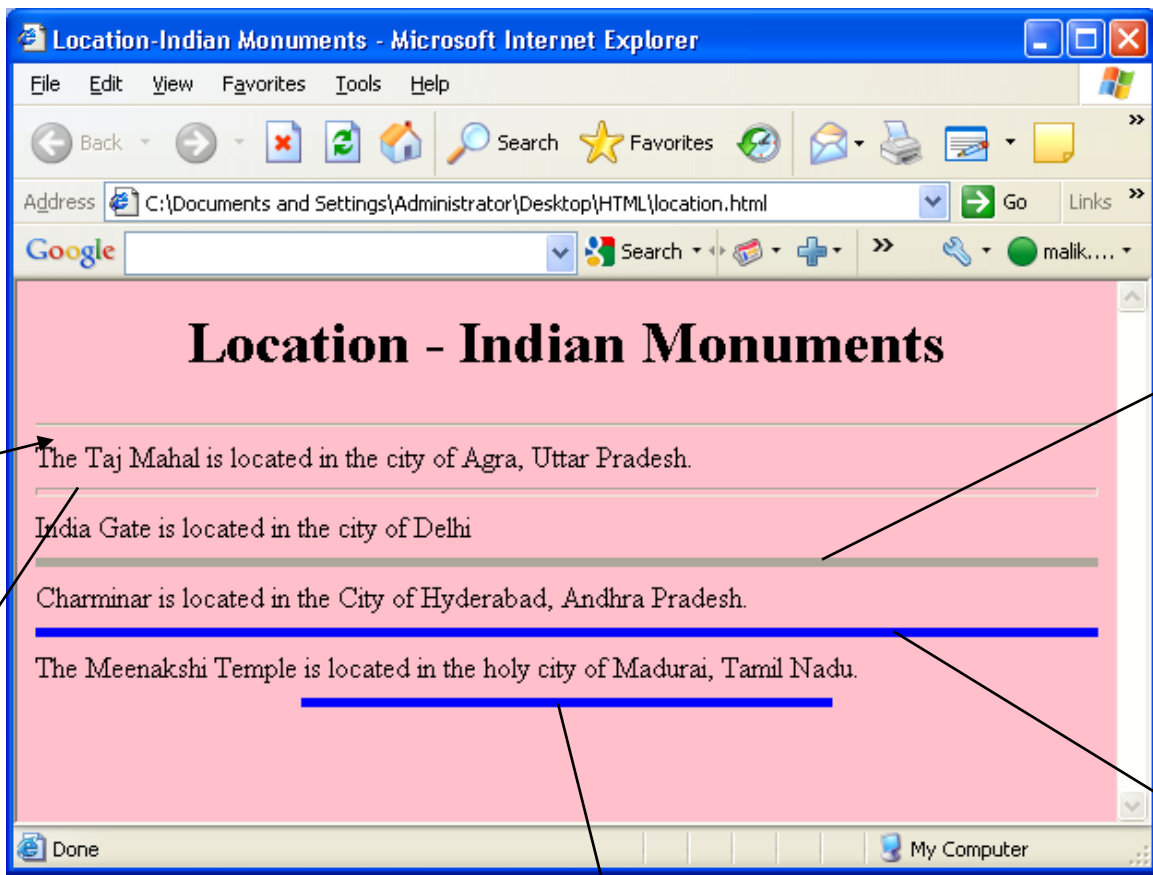 Location-Indian Monuments - Microsoft Internet Explorer
File Edit View Favorites Tools Help
Back Search Favorites »
Address C:\Documents and Settings\Administrator\Desktop\HTML\location.html Go Links »
Google Search » malik....
Location - Indian Monuments
The Taj Mahal is located in the city of Agra, Uttar Pradesh.
India Gate is located in the city of Delhi
Charminar is located in the City of Hyderabad, Andhra Pradesh.
The Meenakshi Temple is located in the holy city of Madurai, Tamil Nadu.
Done My Computer